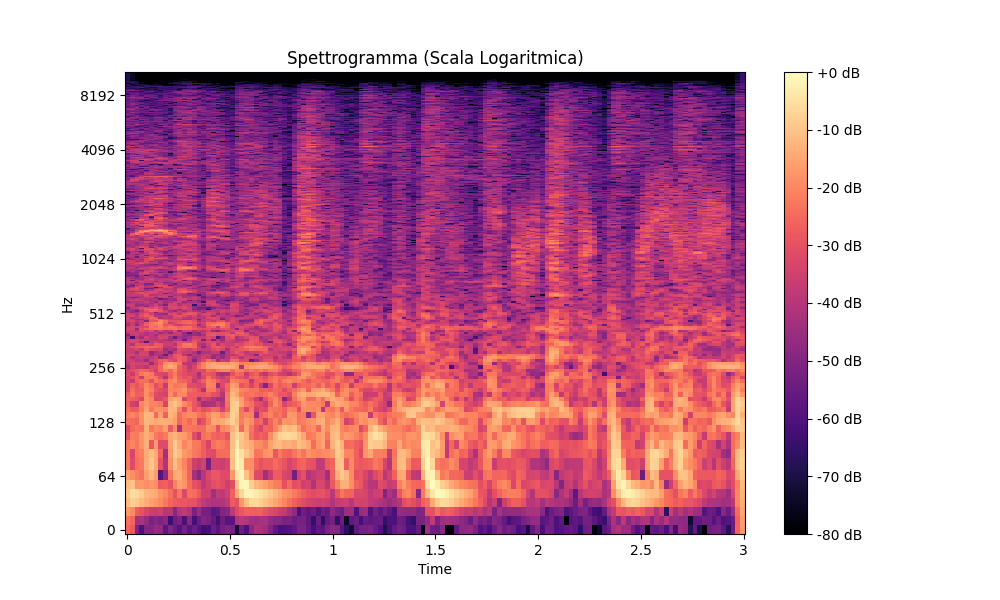 Spettrogramma (Scala Logaritmica)
Hz
8192
4096
2048
1024
512
256
128
64
0
0
0.5
1
1.5
2
2.5
3
Time
+0 dB
-10 dB
-20 dB
-30 dB
-40 dB
-50 dB
-60 dB
-70 dB
-80 dB